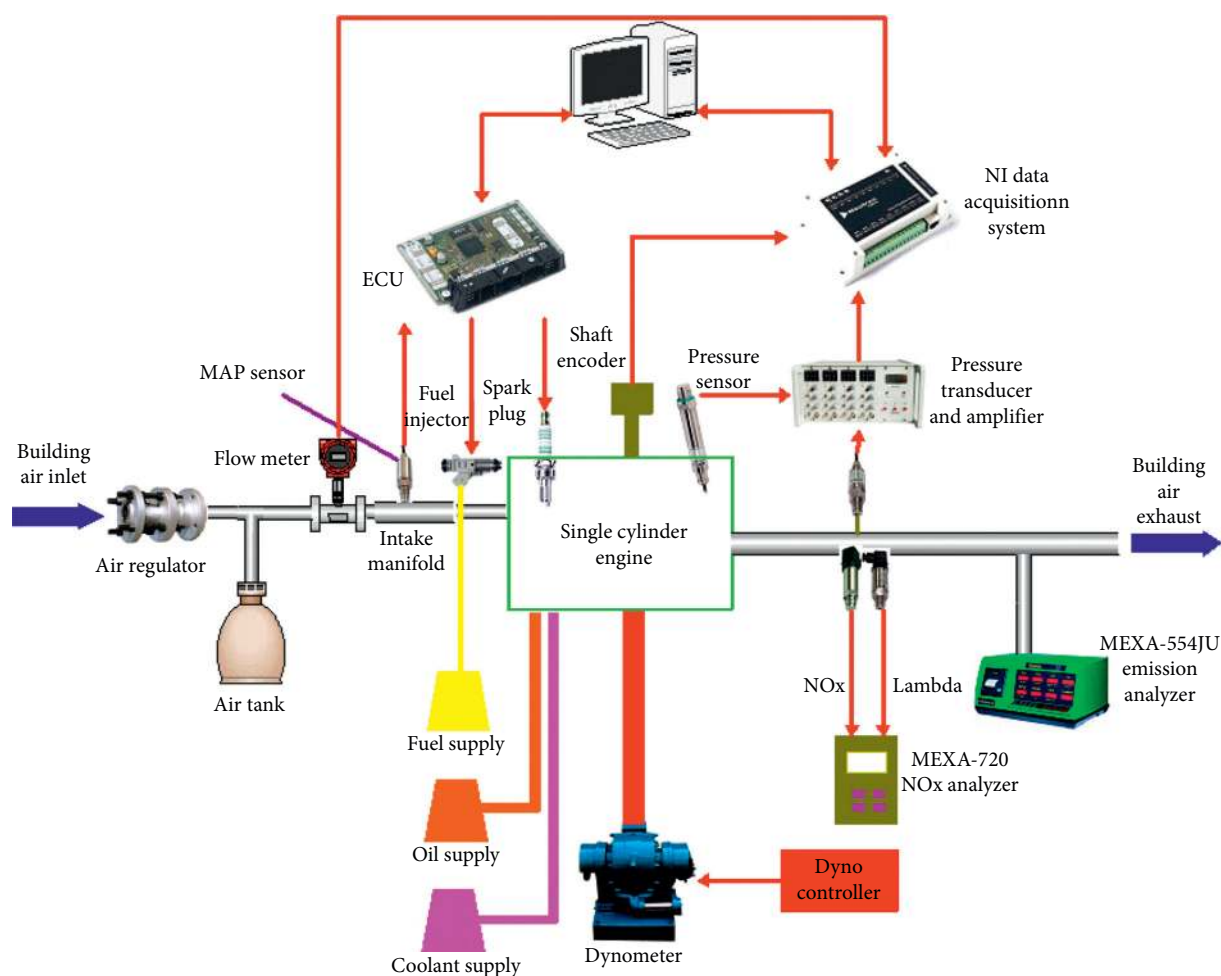 NI data
acquisitionn
system
ECU
Shaft
encoder
Pressure
sensor
Pressure
transducer
and amplifier
MAP sensor
Fuel
injector
Spark
plug
Building
air inlet
Flow meter
Building
air
exhaust
Intake
manifold
Single cylinder
engine
Air regulator
Air tank
NOx
Lambda
MEXA-554JU
emission
analyzer
Fuel supply
MEXA-720
NOx analyzer
Oil supply
Dyno
controller
Coolant supply
Dynometer